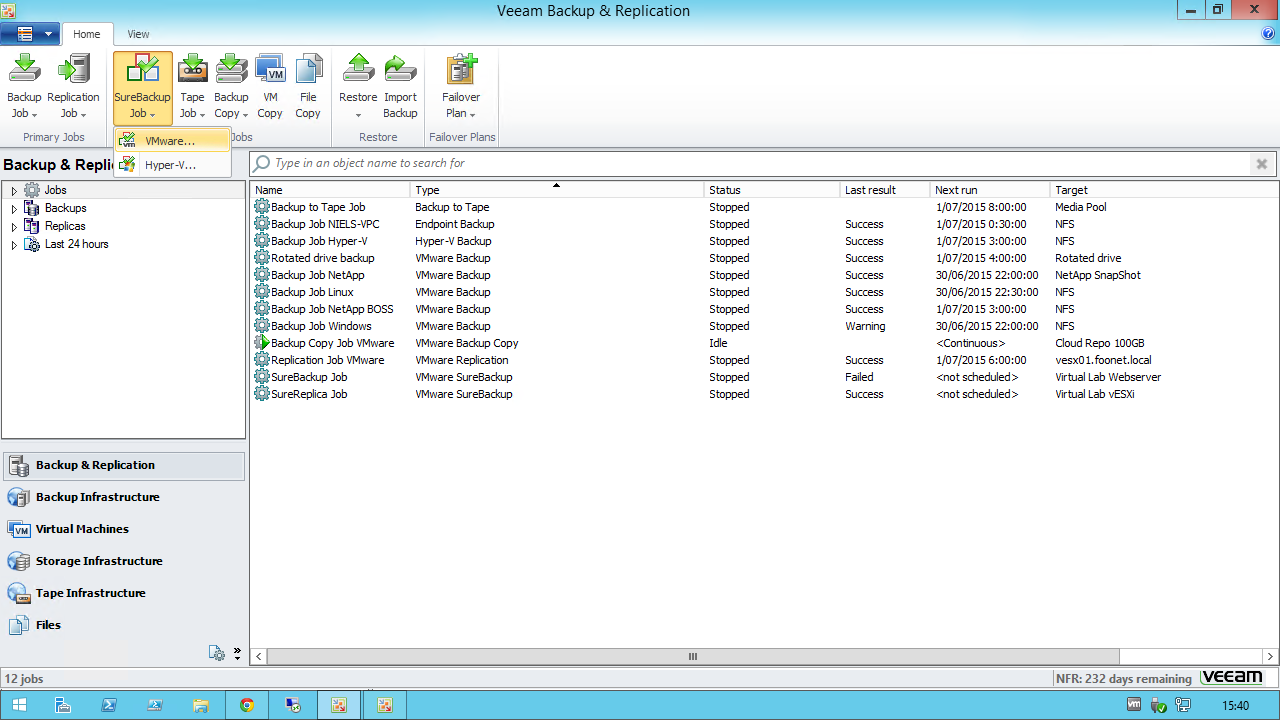 Veeam Backup & Replication
Home View
Backup Job Replication Job SureBackup Job Tape Job Backup Copy VM Copy File Copy Restore Import Backup Failover Plan
Primary Jobs Jobs Restore Failover Plans
VMware...
Hyper-V...
Backup & Repli
Type in an object name to search for
Jobs
Backups
Replicas
Last 24 hours
Name Type Status Last result Next run Target
Backup to Tape Job Backup to Tape Stopped 1/07/2015 8:00:00 Media Pool
Backup Job NIELS-VPC Endpoint Backup Stopped Success 1/07/2015 0:30:00 NFS
Backup Job Hyper-V Hyper-V Backup Stopped Success 1/07/2015 3:00:00 NFS
Rotated drive backup VMware Backup Stopped Success 1/07/2015 4:00:00 Rotated drive
Backup Job NetApp VMware Backup Stopped Success 30/06/2015 22:00:00 NetApp SnapShot
Backup Job Linux VMware Backup Stopped Success 30/06/2015 22:30:00 NFS
Backup Job NetApp BOSS VMware Backup Stopped Success 1/07/2015 3:00:00 NFS
Backup Job Windows VMware Backup Stopped Warning 30/06/2015 22:00:00 NFS
Backup Copy Job VMware VMware Backup Copy Idle <Continuous> Cloud Repo 100GB
Replication Job VMware VMware Replication Stopped Success 1/07/2015 6:00:00 vesx01.foonet.local
SureBackup Job VMware SureBackup Stopped Failed <not scheduled> Virtual Lab Webserver
SureReplica Job VMware SureBackup Stopped Success <not scheduled> Virtual Lab vESXi
Backup & Replication
Backup Infrastructure
Virtual Machines
Storage Infrastructure
Tape Infrastructure
Files
12 jobs NFR: 232 days remaining veeam
15:40